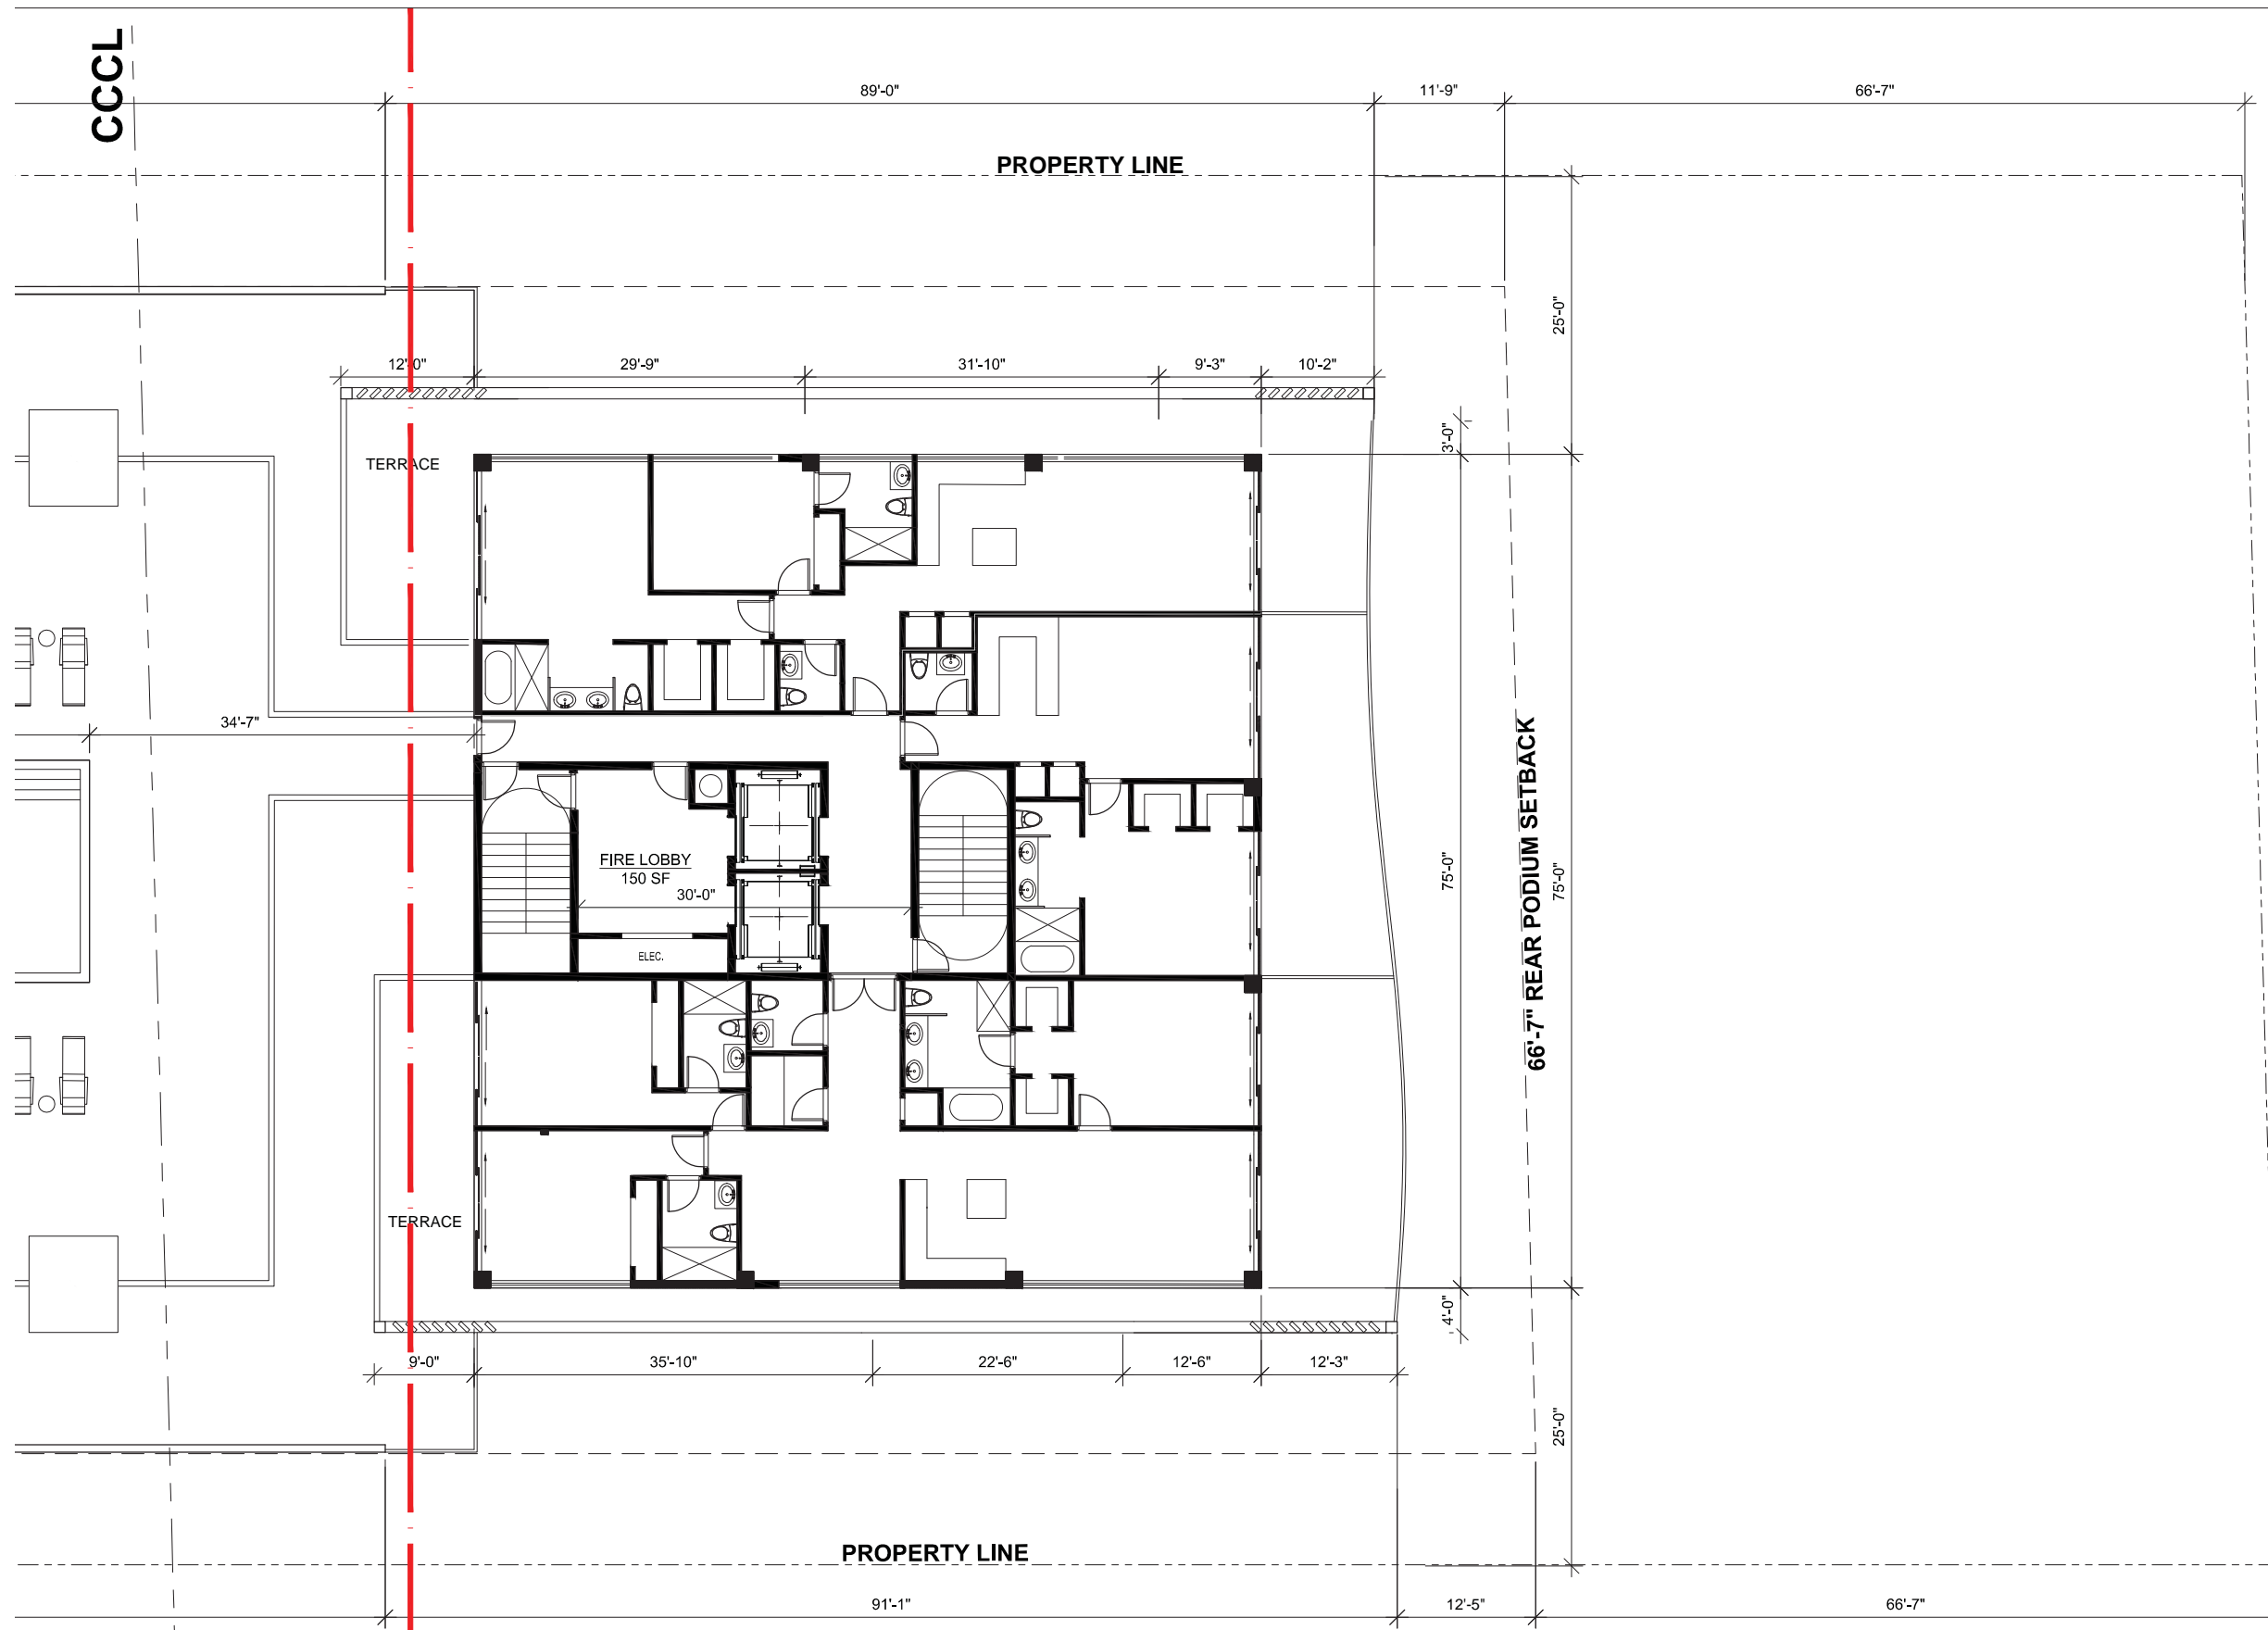 CCCL
89'-0"
11'-9"
66'-7"
PROPERTY LINE
25'-0"
12'-0"
29'-9"
31'-10"
9'-3"
10'-2"
3'-0"
TERRACE
34'-7"
FIRE LOBBY
150 SF
30'-0"
ELEC.
75'-0"
75'-0"
66'-7" REAR PODIUM SETBACK
TERRACE
4'-0"
9'-0"
35'-10"
22'-6"
12'-6"
12'-3"
25'-0"
PROPERTY LINE
91'-1"
12'-5"
66'-7"